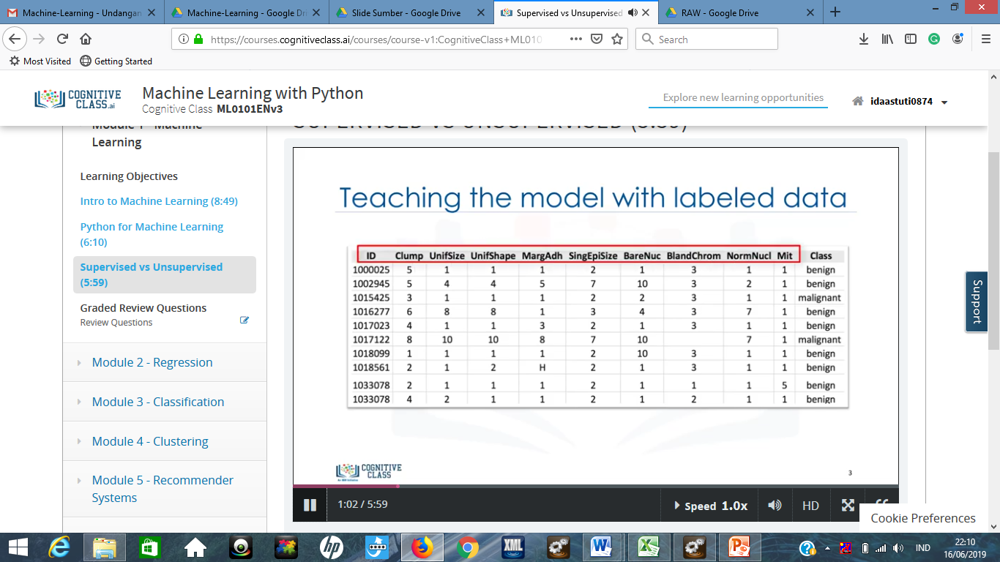 Machine-Learning - Undangan
Machine-Learning - Google Dri
Slide Sumber - Google Drive
Supervised vs Unsupervised
RAW - Google Drive
https://courses.cognitiveclass.ai/courses/course-v1:CognitiveClass+ML010
Search
Most Visited
Getting Started
COGNITIVE
CLASS.ai
Machine Learning with Python
Cognitive Class ML0101ENv3
Explore new learning opportunities
idaastuti0874
Module 1 - Machine
Learning
Learning Objectives
Intro to Machine Learning (8:49)
Python for Machine Learning
(6:10)
Supervised vs Unsupervised
(5:59)
Graded Review Questions
Review Questions
Module 2 - Regression
Module 3 - Classification
Module 4 - Clustering
Module 5 - Recommender
Systems
SUPERVISED VS UNSUPERVISED (5:59)
Teaching the model with labeled data
ID Clump UnifSize UnifShape MargAdh SingEpiSize BareNuc BlandChrom NormNucl Mit Class
1000025 5 1 1 1 2 1 3 1 1 benign
1002945 5 4 4 5 7 10 3 2 1 benign
1015425 3 1 1 1 2 2 3 1 1 malignant
1016277 6 8 8 1 3 4 3 7 1 benign
1017023 4 1 1 3 2 1 3 1 1 benign
1017122 8 10 10 8 7 10 7 1 malignant
1018099 1 1 1 1 2 10 3 1 1 benign
1018561 2 1 2 H 2 1 3 1 1 benign
1033078 2 1 1 1 2 1 1 1 5 benign
1033078 4 2 1 1 2 1 2 1 1 benign
COGNITIVE
CLASS
An IBM Initiative
3
1:02 / 5:59
Speed 1.0x
HD
Support
Cookie Preferences
hp
XML
IND
22:10
16/06/2019